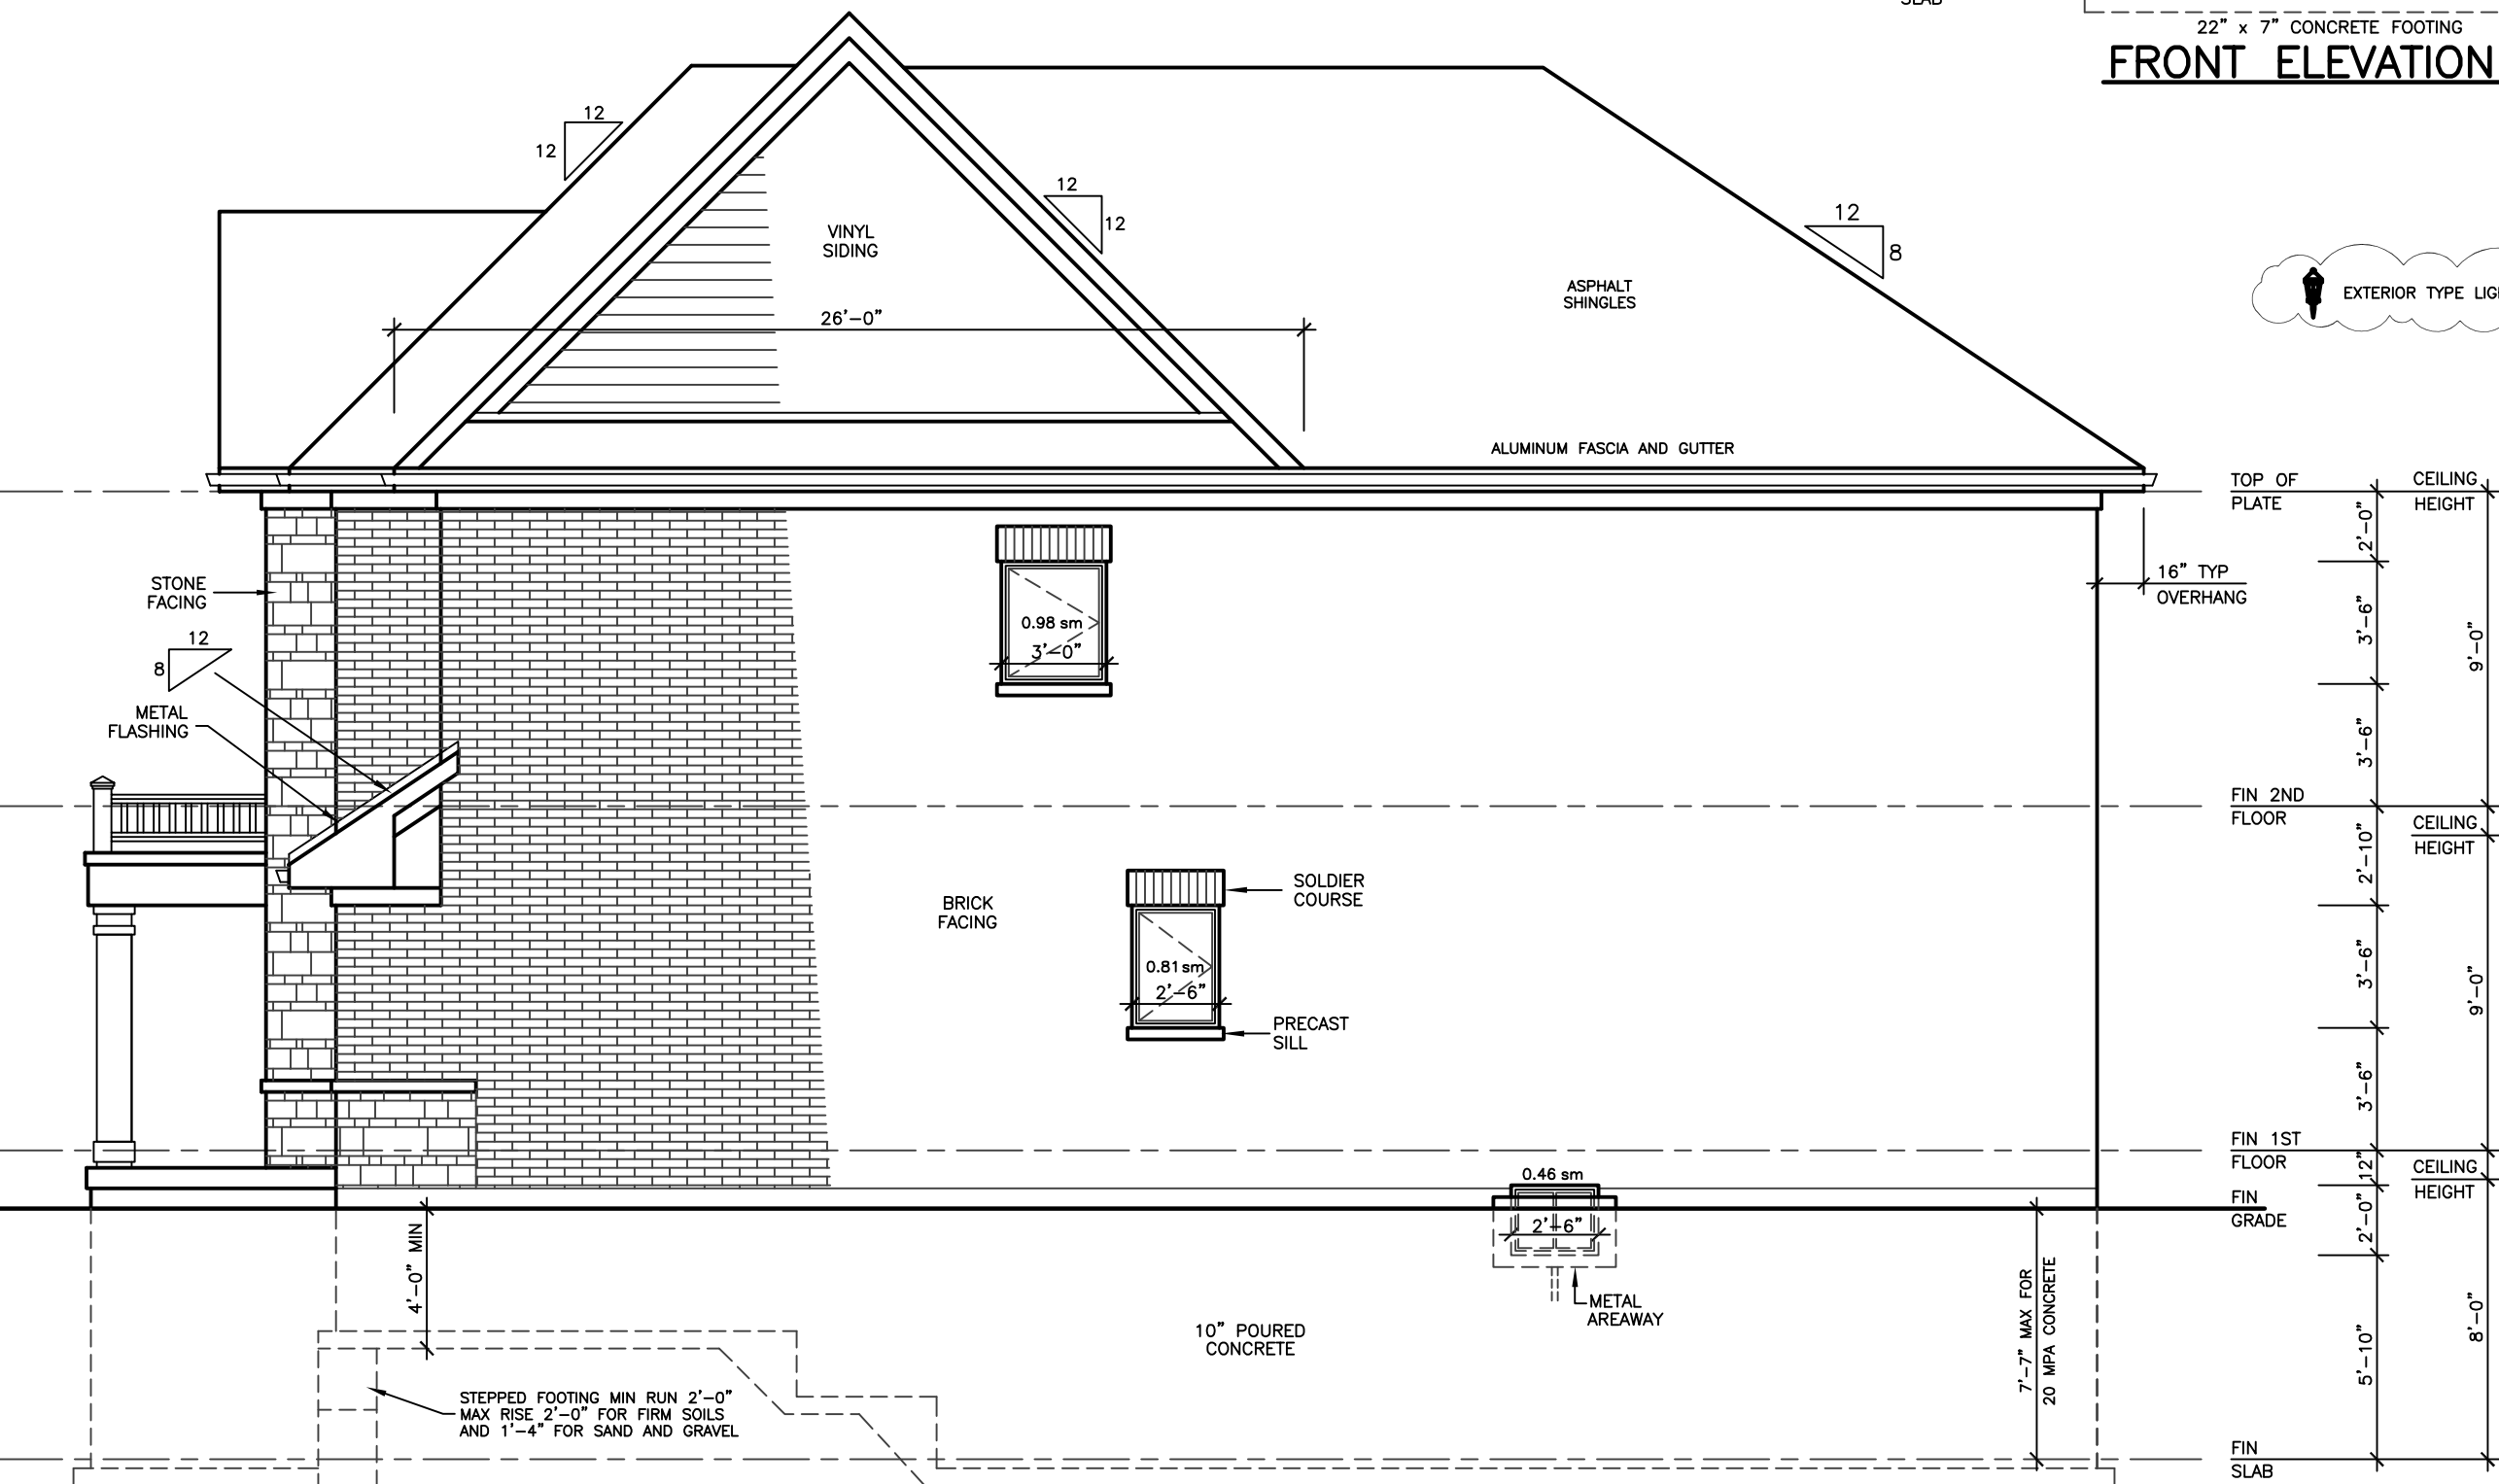 SLAB
22” x 7” CONCRETE FOOTING
FRONT ELEVATION
12
12
12
12
VINYL
SIDING
12
8
ASPHALT
SHINGLES
EXTERIOR TYPE
26’-0”
ALUMINUM FASCIA AND GUTTER
TOP OF
PLATE
CEILING
HEIGHT
2’-0”
STONE
FACING
16” TYP
OVERHANG
0.98 sm
3’-0”
3’-6”
9’-0”
12
8
METAL
FLASHING
3’-6”
FIN 2ND
FLOOR
CEILING
HEIGHT
2’-10”
SOLDIER
COURSE
BRICK
FACING
0.81 sm
2’-6”
3’-6”
9’-0”
PRECAST
SILL
3’-6”
FIN 1ST
FLOOR
12”
CEILING
HEIGHT
0.46 sm
FIN
GRADE
2’-0”
2’-6”
4’-0” MIN
METAL
AREAWAY
10” POURED
CONCRETE
7’-7” MAX FOR
20 MPA CONCRETE
5’-10”
8’-0”
STEPPED FOOTING MIN RUN 2’-0”
MAX RISE 2’-0” FOR FIRM SOILS
AND 1’-4” FOR SAND AND GRAVEL
FIN
SLAB